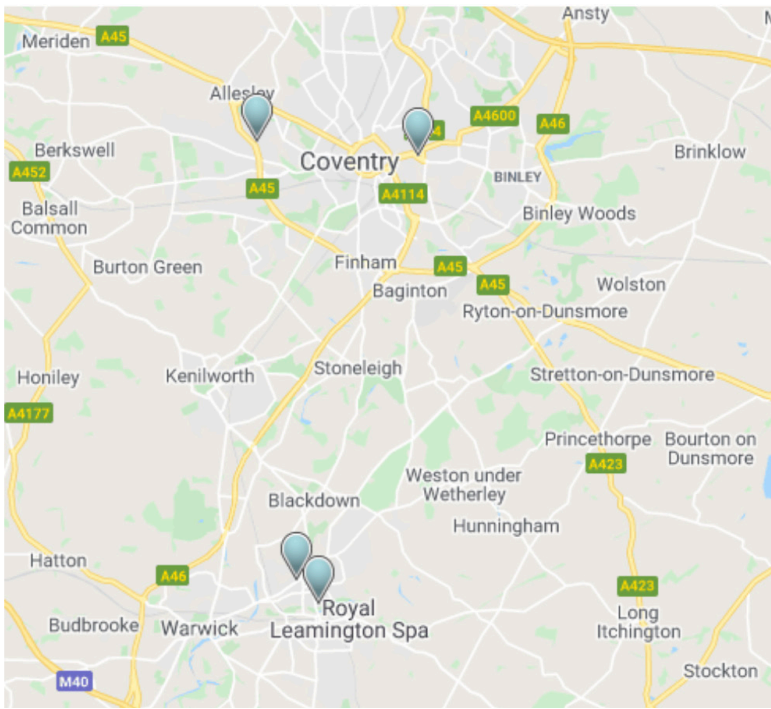 Ansty
Meriden
A45
Allesley
A4600
A46
Berkswell
Coventry
Brinklow
A452
A45
BINLEY
A4114
Balsall
Common
Binley Woods
Burton Green
Finham
A45
Baginton
A45
Wolston
Ryton-on-Dunsmore
Honiley
Kenilworth
Stoneleigh
Stretton-on-Dunsmore
A4177
Princethorpe
Bourton on
Dunsmore
A423
Weston under
Wetherley
Blackdown
Hunningham
Hatton
A46
A423
Royal
Leamington Spa
Budbrooke
Warwick
Long
Itchington
M40
Stockton